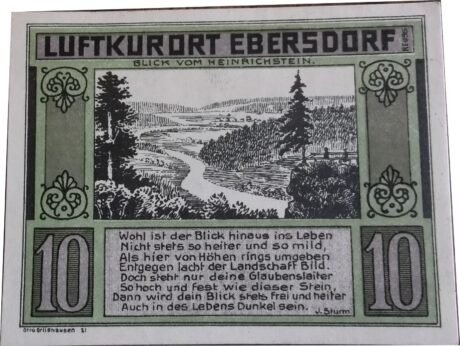 LUFTKURORT EBERSDORF
BLICK VOM HEINRICHSTEIN.
Wohl ist der Blick hinaus ins Leben
Nicht stets so heiter und so mild,
Als hier von Höhen rings umgeben
Entgegen lacht der Landschaft Bild.
Doch steht nur deine Glaubensleiter
So hoch und fest wie dieser Stein,
Dann wird dein Blick stets frei und heiter
Auch in des Lebens Dunkel sein.
J. Sturm
10
10